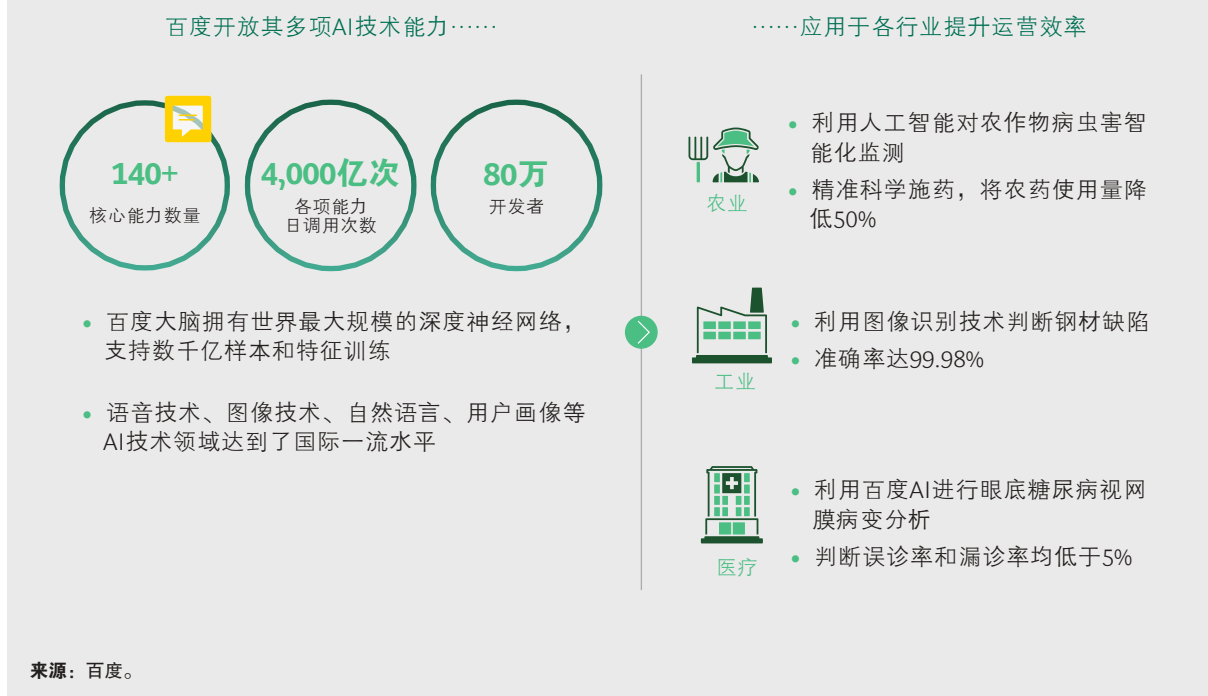 百度开放其多项AI技术能力……
140+
核心能力数量
4,000亿次
各项能力
日调用次数
80万
开发者
• 百度大脑拥有世界最大规模的深度神经网络，
支持数千亿样本和特征训练
• 语音技术、图像技术、自然语言、用户画像等
AI技术领域达到了国际一流水平
……应用于各行业提升运营效率
农业
• 利用人工智能对农作物病虫害智
能化监测
• 精准科学施药，将农药使用量降
低50%
工业
• 利用图像识别技术判断钢材缺陷
• 准确率达99.98%
医疗
• 利用百度AI进行眼底糖尿病视网
膜病变分析
• 判断误诊率和漏诊率均低于5%
来源：百度。